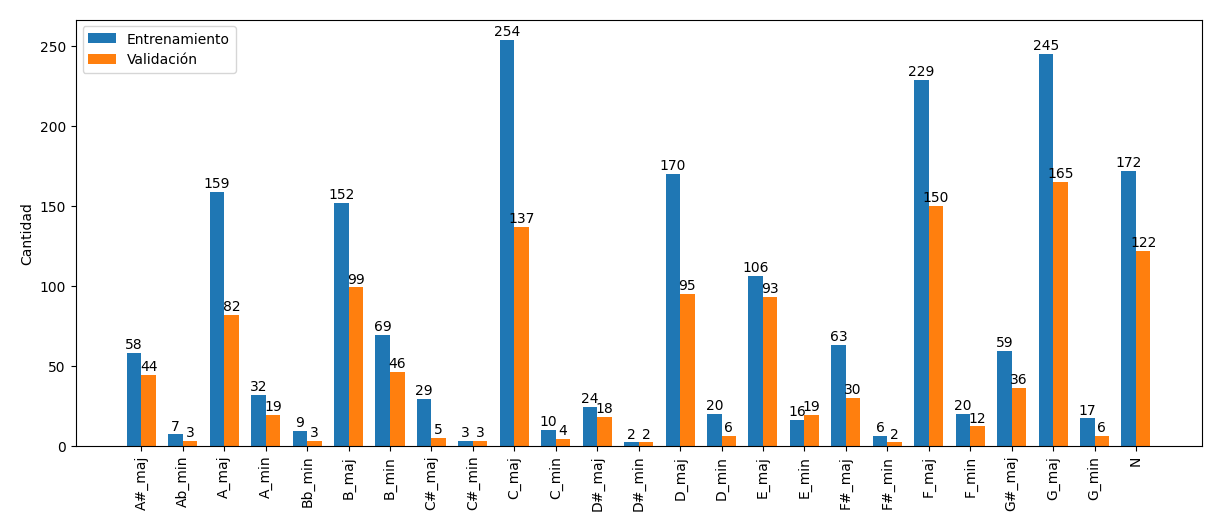 Entrenamiento
Validación
Cantidad
250
200
150
100
50
0
58 44 7 3 159 82 32 19 9 3 152 99 69 46 29 5 3 3 254 137 10 4 24 18 2 2 170 95 20 6 106 93 16 19 63 30 6 2 229 150 20 12 59 36 245 165 17 6 172 122
A#_maj Ab_min A_maj A_min Bb_min B_maj B_min C#_maj C#_min C_maj C_min D#_maj D#_min D_maj D_min E_maj E_min F#_maj F#_min F_maj F_min G#_maj G_maj G_min N